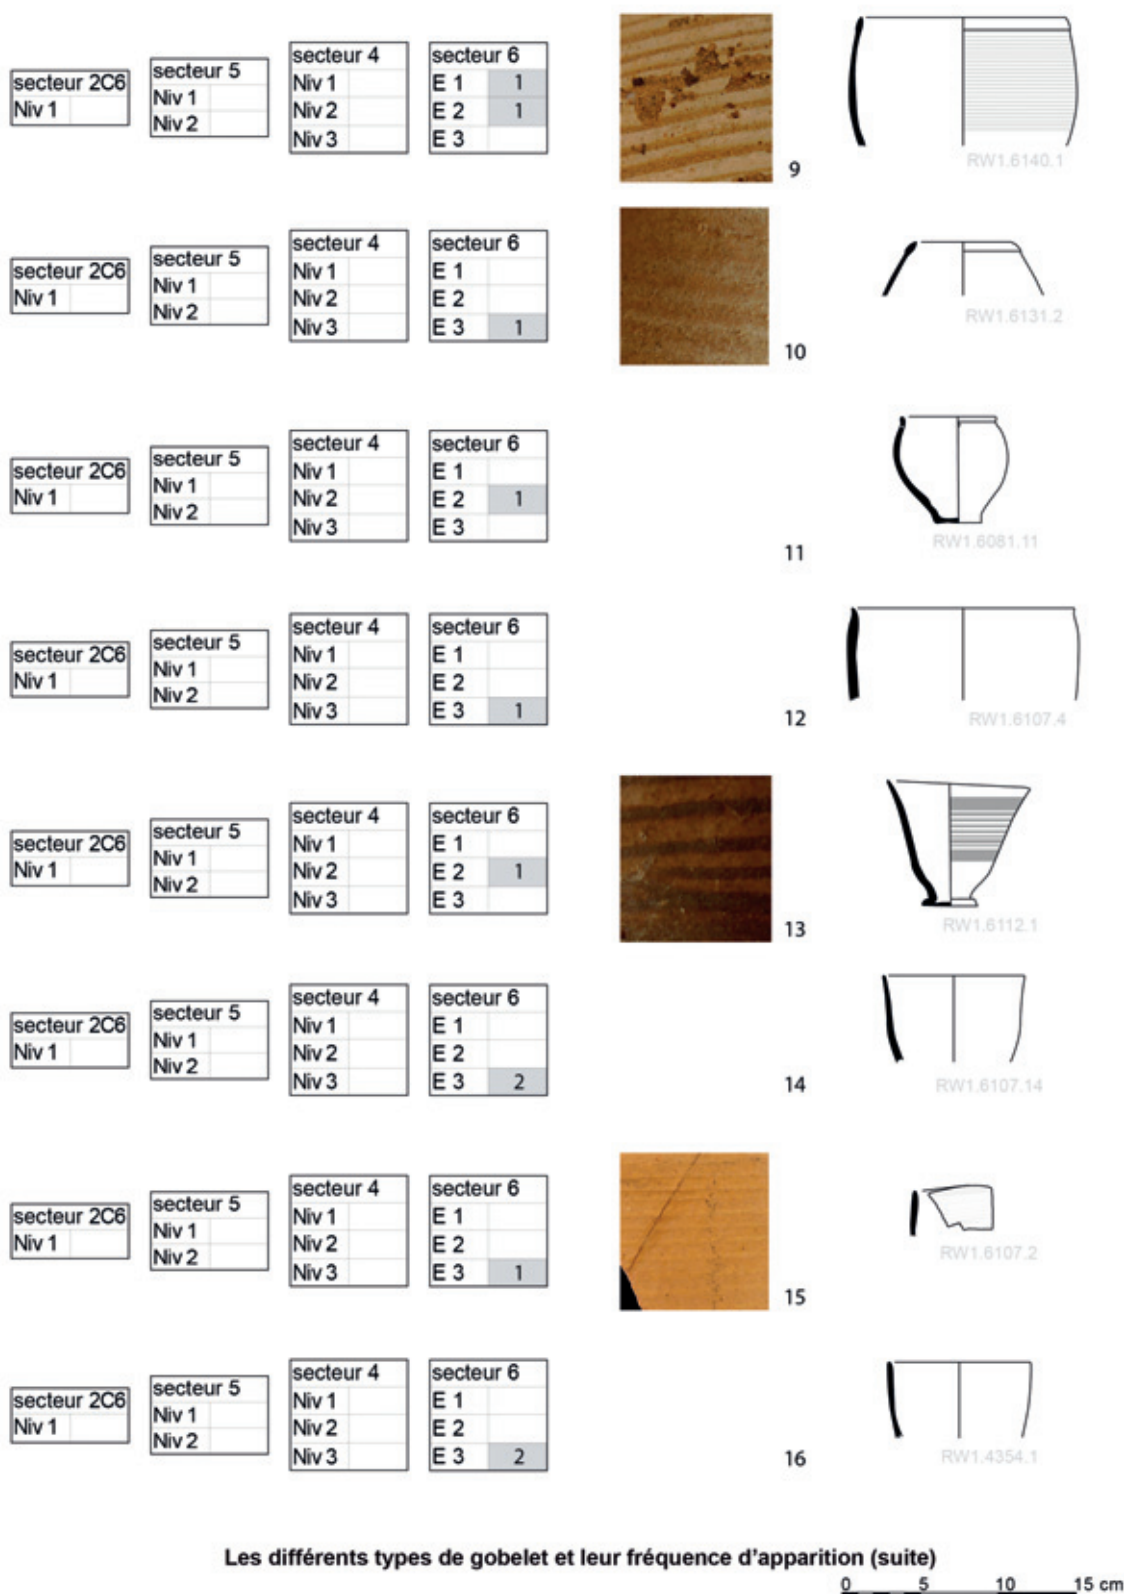 secteur 2C6
Niv 1
secteur 5
Niv 1
Niv 2
secteur 4
Niv 1
Niv 2
Niv 3
secteur 6
E 1 1
E 2 1
E 3
9
RW1.6140.1
secteur 2C6
Niv 1
secteur 5
Niv 1
Niv 2
secteur 4
Niv 1
Niv 2
Niv 3
secteur 6
E 1
E 2
E 3 1
10
RW1.6131.2
secteur 2C6
Niv 1
secteur 5
Niv 1
Niv 2
secteur 4
Niv 1
Niv 2
Niv 3
secteur 6
E 1
E 2 1
E 3
11
RW1.6081.11
secteur 2C6
Niv 1
secteur 5
Niv 1
Niv 2
secteur 4
Niv 1
Niv 2
Niv 3
secteur 6
E 1
E 2
E 3 1
12
RW1.6107.4
secteur 2C6
Niv 1
secteur 5
Niv 1
Niv 2
secteur 4
Niv 1
Niv 2
Niv 3
secteur 6
E 1
E 2 1
E 3
13
RW1.6112.1
secteur 2C6
Niv 1
secteur 5
Niv 1
Niv 2
secteur 4
Niv 1
Niv 2
Niv 3
secteur 6
E 1
E 2
E 3 2
14
RW1.6107.14
secteur 2C6
Niv 1
secteur 5
Niv 1
Niv 2
secteur 4
Niv 1
Niv 2
Niv 3
secteur 6
E 1
E 2
E 3 1
15
RW1.6107.2
secteur 2C6
Niv 1
secteur 5
Niv 1
Niv 2
secteur 4
Niv 1
Niv 2
Niv 3
secteur 6
E 1
E 2
E 3 2
16
RW1.4354.1
Les différents types de gobelet et leur fréquence d'apparition (suite)
0 5 10 15 cm